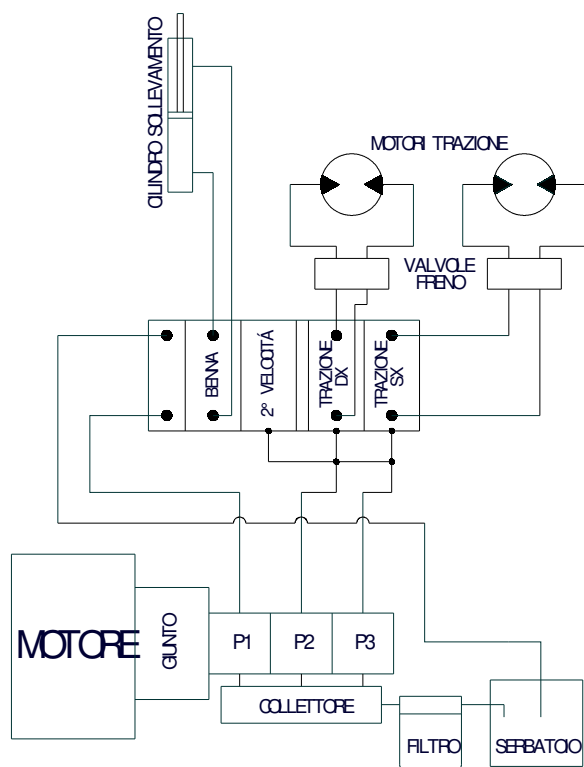 CILINDRO SOLLEVAMENTO
MOTORI TRAZIONE
VALVOLE
FRENO
BENNA
2° VELOCITÁ
TRAZIONE
DX
TRAZIONE
SX
MOTORE
GIUNTO
P1
P2
P3
COLLETTORE
FILTRO
SERBATOIO